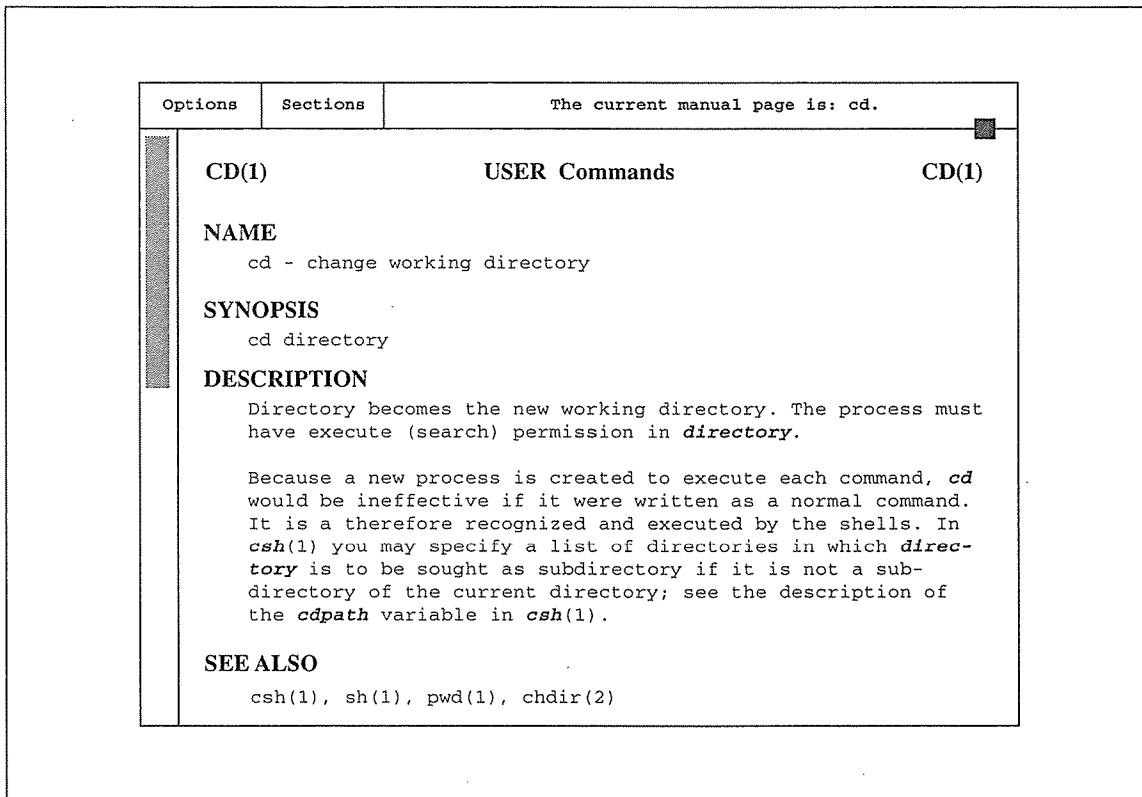 Options Sections The current manual page is: cd.
CD(1) USER Commands CD(1)
NAME
cd - change working directory
SYNOPSIS
cd directory
DESCRIPTION
Directory becomes the new working directory. The process must
have execute (search) permission in directory.
Because a new process is created to execute each command, cd
would be ineffective if it were written as a normal command.
It is a therefore recognized and executed by the shells. In
csh(1) you may specify a list of directories in which direc-
tory is to be sought as subdirectory if it is not a sub-
directory of the current directory; see the description of
the cdpath variable in csh(1).
SEE ALSO
csh(1), sh(1), pwd(1), chdir(2)